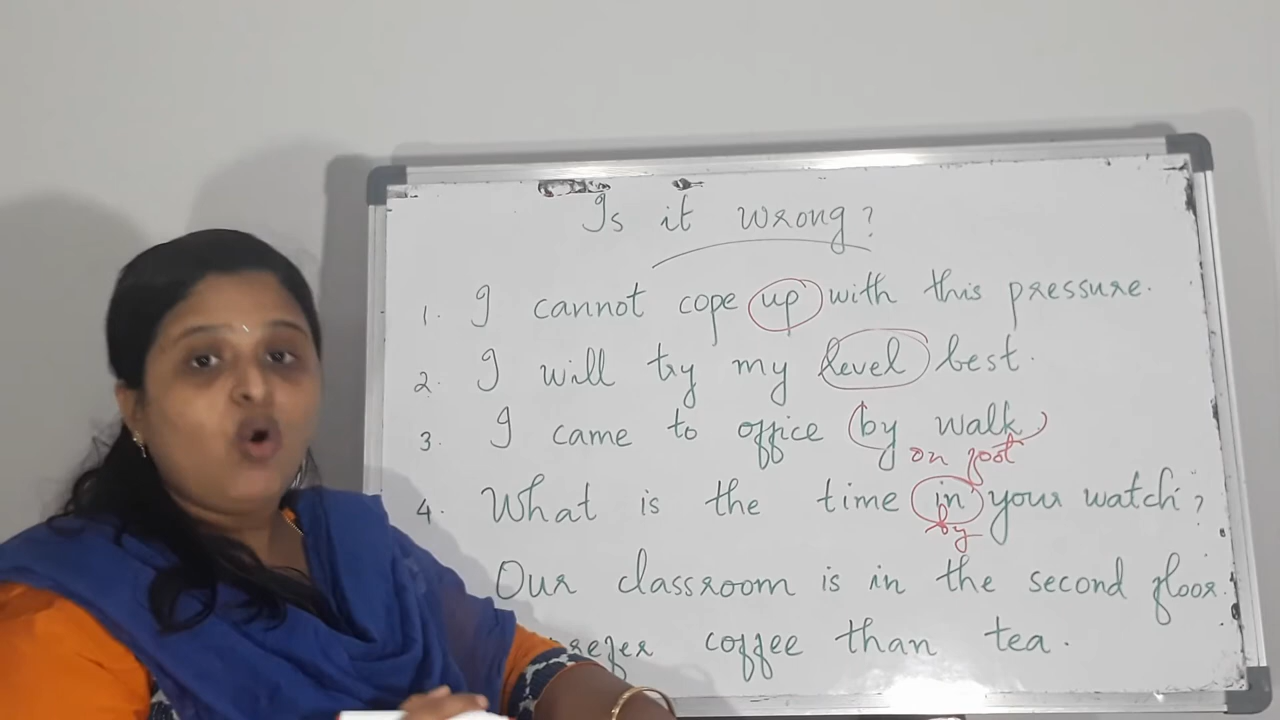 Is it wrong?
1. I cannot cope up with this pressure.
2. I will try my level best.
3. I came to office by walk
on foot
4. What is the time in your watch?
by
Our classroom is in the second floor.
coffee than tea.